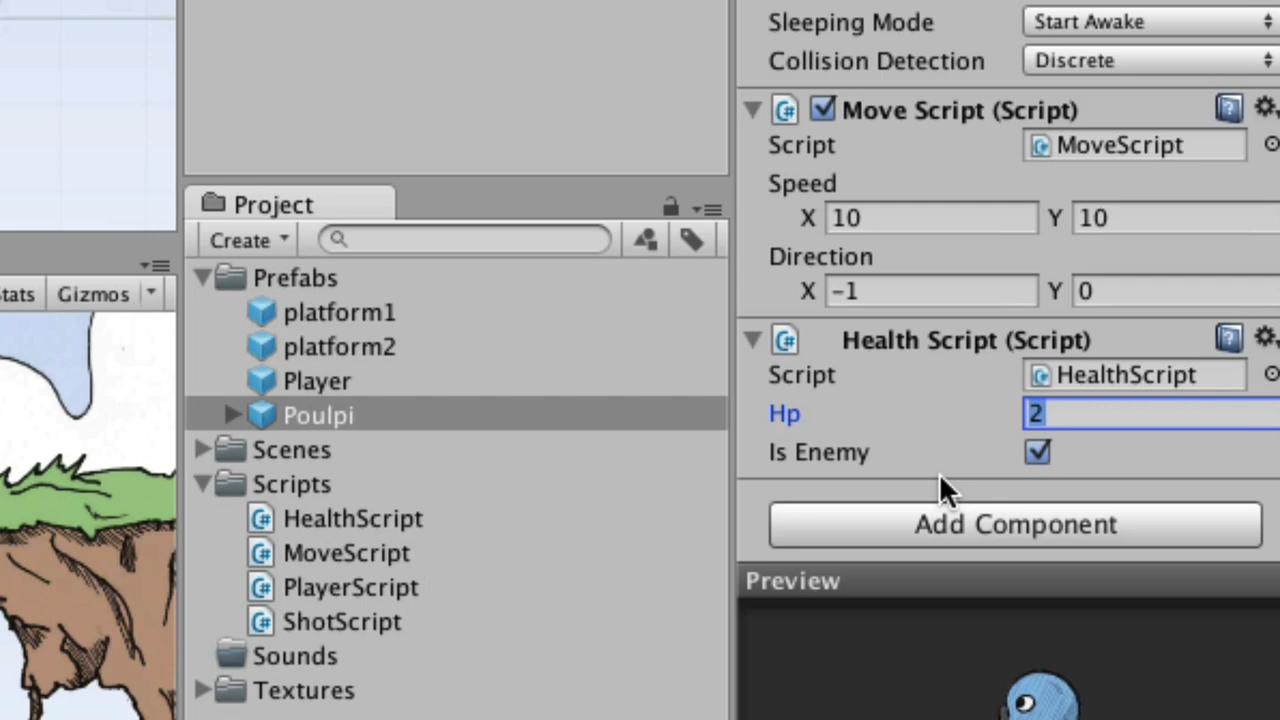 Sleeping Mode Start Awake
Collision Detection Discrete
Move Script (Script)
Script MoveScript
Speed
X 10 Y 10
Direction
X -1 Y 0
Health Script (Script)
Script HealthScript
Hp 2
Is Enemy
Add Component
Preview
Project
Create
Prefabs
platform1
platform2
Player
Poulpi
Scenes
Scripts
HealthScript
MoveScript
PlayerScript
ShotScript
Sounds
Textures
Gizmos